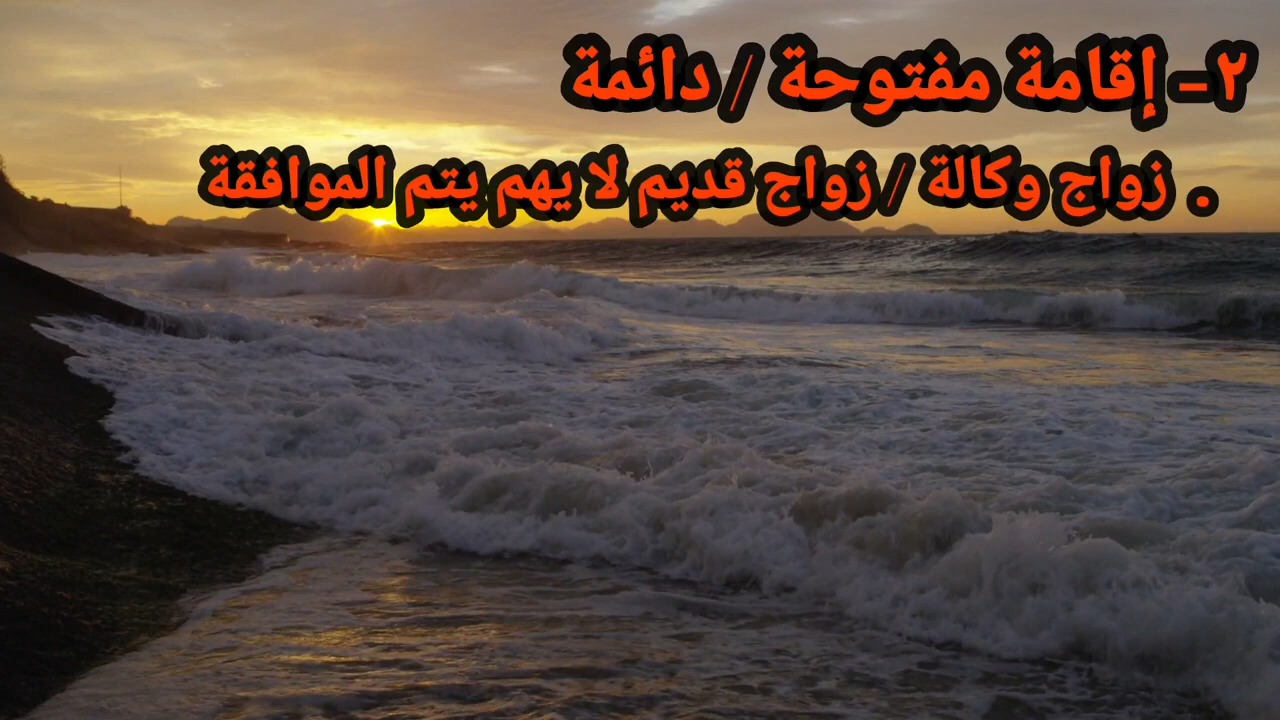 ٢- إقامة مفتوحة / دائمة
. زواج وكالة / زواج قديم لا يهم يتم الموافقة